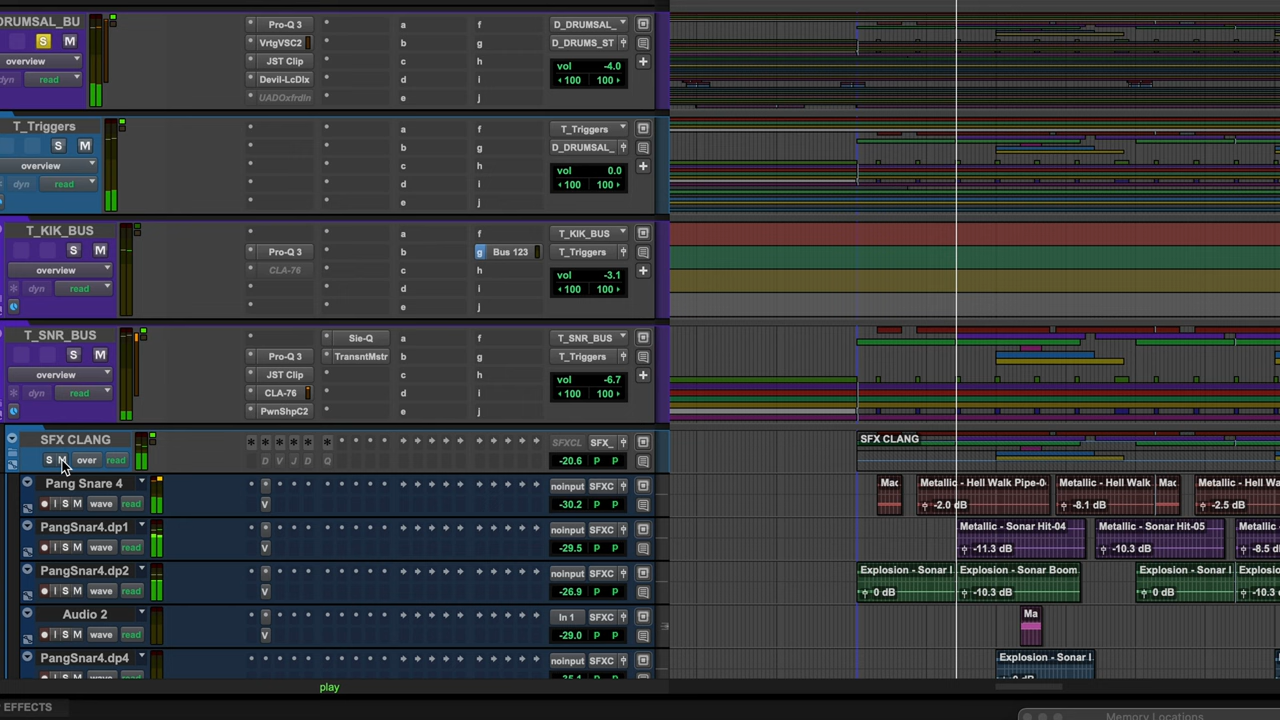 DRUMSAL_BU
S M
overview
dyn read
Pro-Q 3
VrtgVSC2
JST Clip
Devil-LcDlx
UADOxfrdIn
a f
b g
c h
d i
e j
D_DRUMSAL_
D_DRUMS_ST
vol -4.0
100 100
T_Triggers
S M
overview
dyn read
a f
b g
c h
d i
e j
T_Triggers
D_DRUMSAL_
vol 0.0
100 100
T_KIK_BUS
S M
overview
dyn read
Pro-Q 3
CLA-76
a f
b g Bus 123
c h
d i
e j
T_KIK_BUS
T_Triggers
vol -3.1
100 100
T_SNR_BUS
S M
overview
dyn read
Pro-Q 3
JST Clip
CLA-76
PwnShpC2
Sie-Q
TransntMstr
a f
b g
c h
d i
e j
T_SNR_BUS
T_Triggers
vol -6.7
100 100
SFX CLANG
S M over read
D V J D Q
SFXCL SFX_
-20.6 P P
SFX CLANG
Pang Snare 4
I S M wave read
V
noinput SFXC
-30.2 P P
Mac Metallic - Hell Walk Pipe-0 Metallic - Hell Walk Mac Metallic - Hell Wa
-2.0 dB -8.1 dB -2.5 dB
PangSnar4.dp1
I S M wave read
noinput SFXC
-29.5 P P
Metallic - Sonar Hit-04 Metallic - Sonar Hit-05 Metallic
-11.3 dB -10.3 dB -8.5 d
PangSnar4.dp2
I S M wave read
V
noinput SFXC
-26.9 P P
Explosion - Sonar I Explosion - Sonar Boom Explosion - Sonar I Explosion
0 dB -10.3 dB 0 dB -10.3
Audio 2
I S M wave read
V
In 1 SFXC
-29.0 P P
Ma
PangSnar4.dp4
noinput SFXC
Explosion - Sonar I
play
EFFECTS
Memory Locations